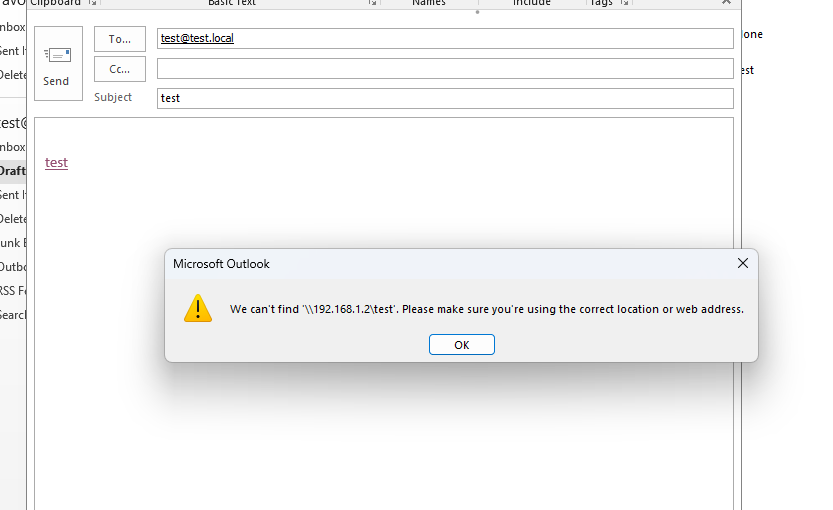 Clipboard Basic Text Names Include Tags
Send
To...
test@test.local
Cc...
Subject
test
test
Draft
Microsoft Outlook
We can't find '\\192.168.1.2\test'. Please make sure you're using the correct location or web address.
OK